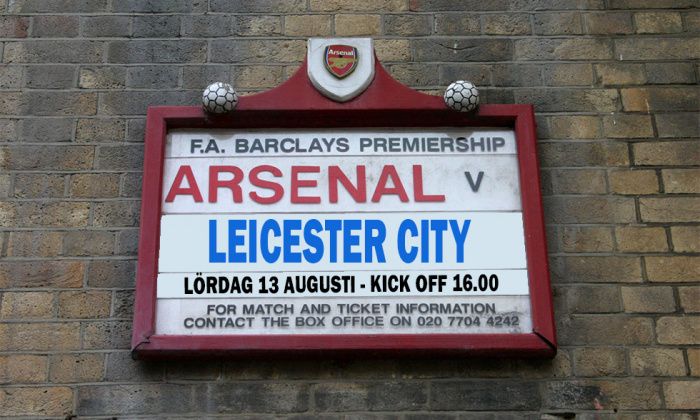 Arsenal
F.A. BARCLAYS PREMIERSHIP
ARSENAL V
LEICESTER CITY
LÖRDAG 13 AUGUSTI - KICK OFF 16.00
FOR MATCH AND TICKET INFORMATION
CONTACT THE BOX OFFICE ON 020 7704 4242